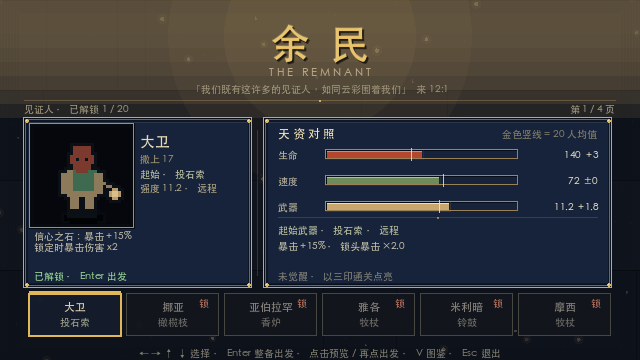 余民
THE REMNANT
「我们既有这许多的见证人，如同云彩围着我们」 来 12:1
见证人 · 已解锁 1 / 20
第 1 / 4 页
大卫
撒上 17
起始 · 投石索
强度 11.2 · 远程
信心之石：暴击 +15%
锁定时暴击伤害 x2
已解锁 · Enter 出发
天资对照
金色竖线 = 20 人均值
生命 140 +3
速度 72 ±0
武器 11.2 +1.8
起始武器 · 投石索 · 远程
暴击 +15% · 锁头暴击 ×2.0
未觉醒 · 以三印通关点亮
大卫 投石索
挪亚 锁 橄榄枝
亚伯拉罕 锁 香炉
雅各 锁 牧杖
米利暗 锁 铃鼓
摩西 锁 牧杖
←→ ↑ ↓ 选择 · Enter 整备出发 · 点击预览 / 再点出发 · V 图鉴 · Esc 退出